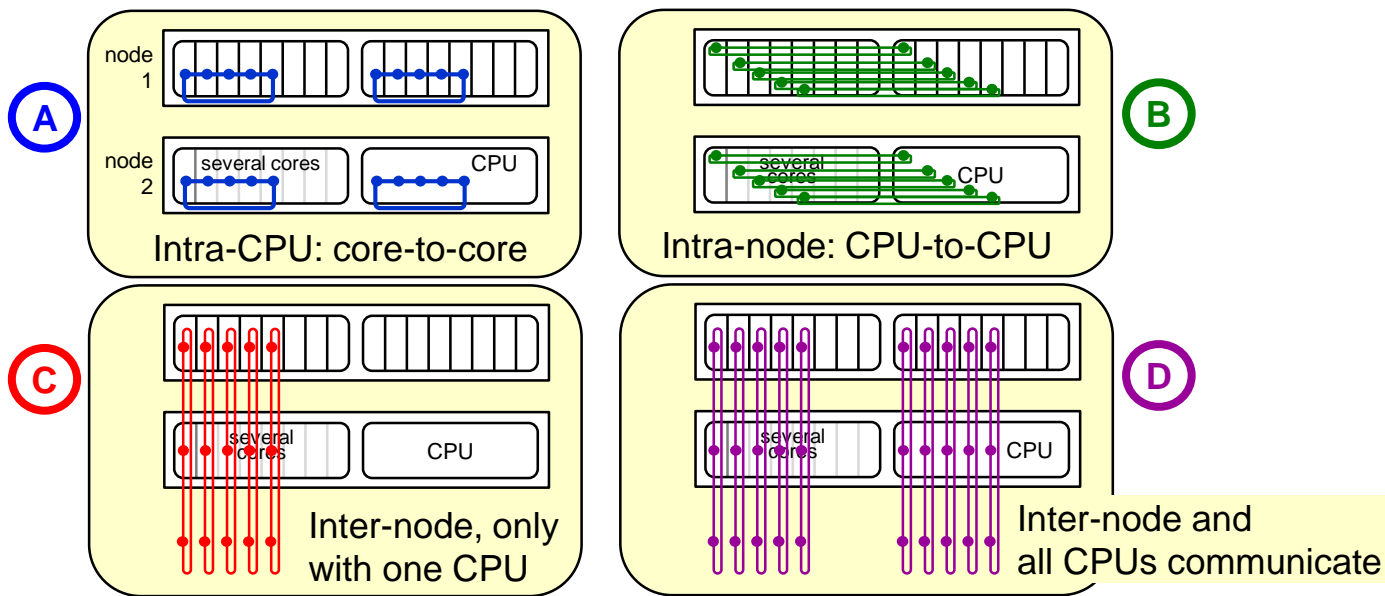 A
node
1
node
2
several cores
CPU
Intra-CPU: core-to-core
B
several
cores
CPU
Intra-node: CPU-to-CPU
C
several
cores
CPU
Inter-node, only
with one CPU
D
several
cores
CPU
Inter-node and
all CPUs communicate